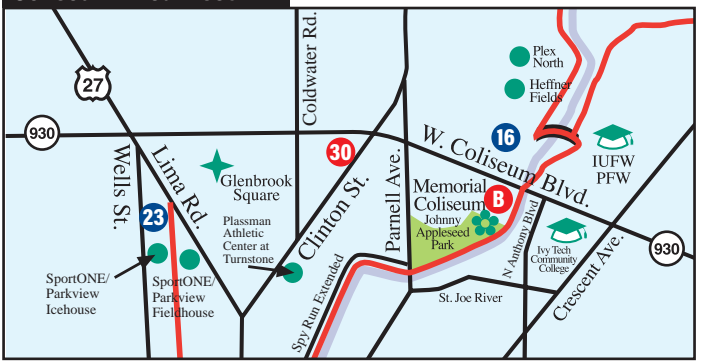 27
930
Wells St.
Lima Rd.
Coldwater Rd.
Glenbrook
Square
30
Clinton St.
Plassman
Athletic
Center at
Turnstone
23
SportONE/
Parkview
Icehouse
SportONE/
Parkview
Fieldhouse
Spy Run Extended
Parnell Ave.
Memorial
Coliseum
B
Johnny
Appleseed
Park
W. Coliseum Blvd.
16
Plex
North
Heffner
Fields
IUFW
PFW
N Anthony Blvd
Ivy Tech
Community
College
Crescent Ave.
930
St. Joe River